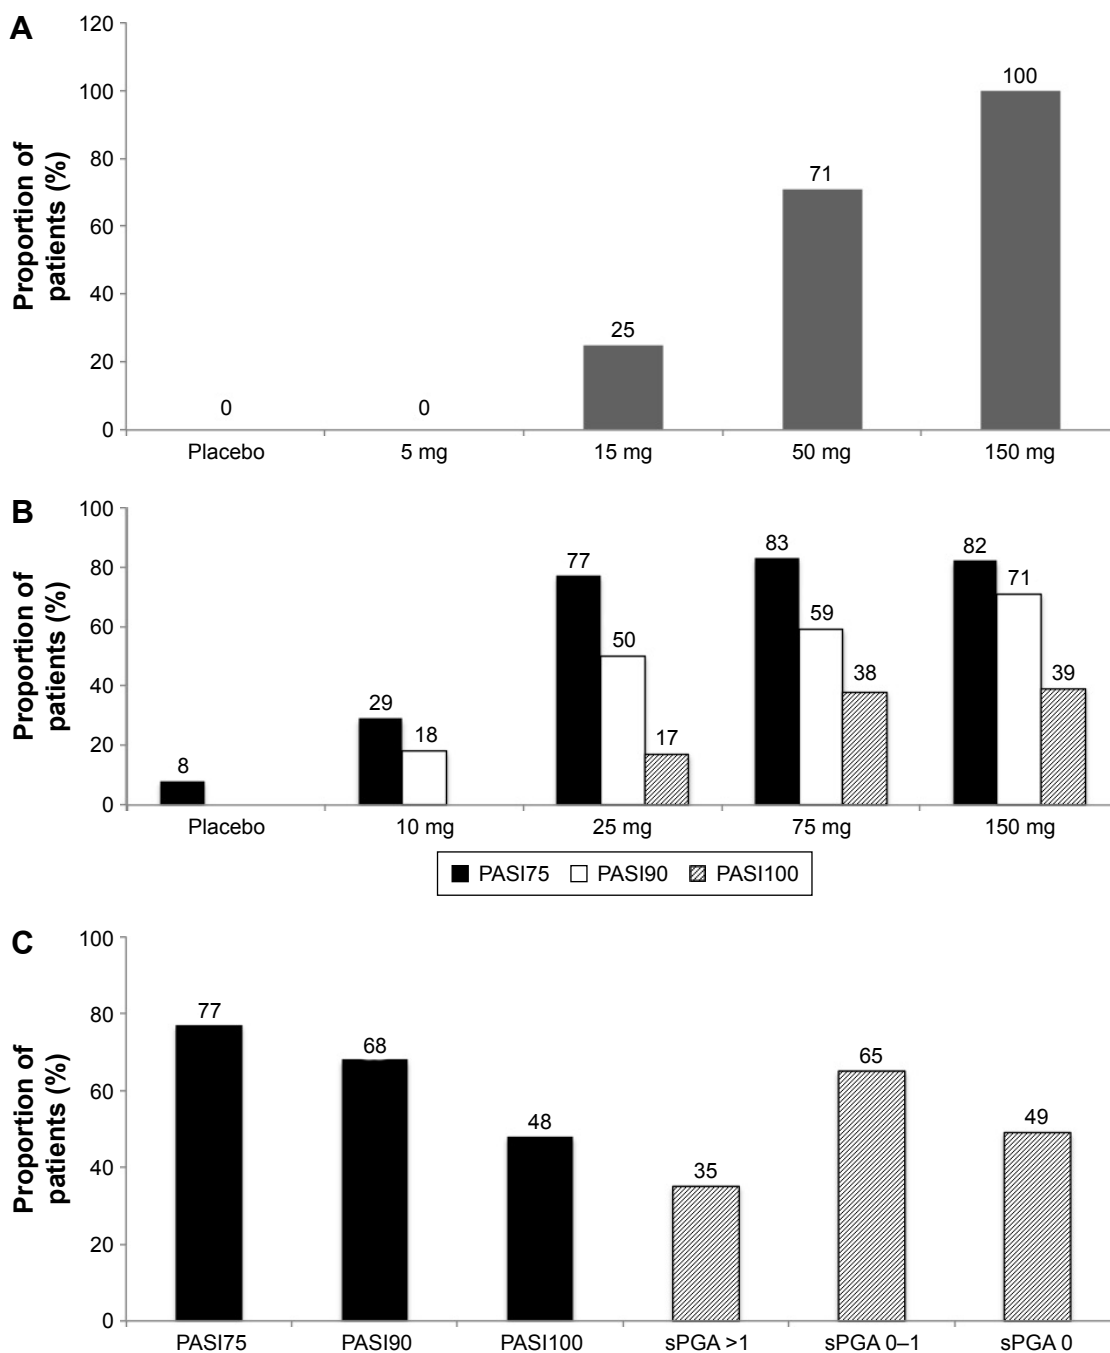 A
Proportion of
patients (%)
120
100
80
60
40
20
0
0
0
25
71
100
Placebo
5 mg
15 mg
50 mg
150 mg
B
Proportion of
patients (%)
100
80
60
40
20
0
8
29
18
77
50
17
83
59
38
82
71
39
Placebo
10 mg
25 mg
75 mg
150 mg
PASI75 PASI90 PASI100
C
Proportion of
patients (%)
100
80
60
40
20
0
77
68
48
35
65
49
PASI75
PASI90
PASI100
sPGA >1
sPGA 0–1
sPGA 0